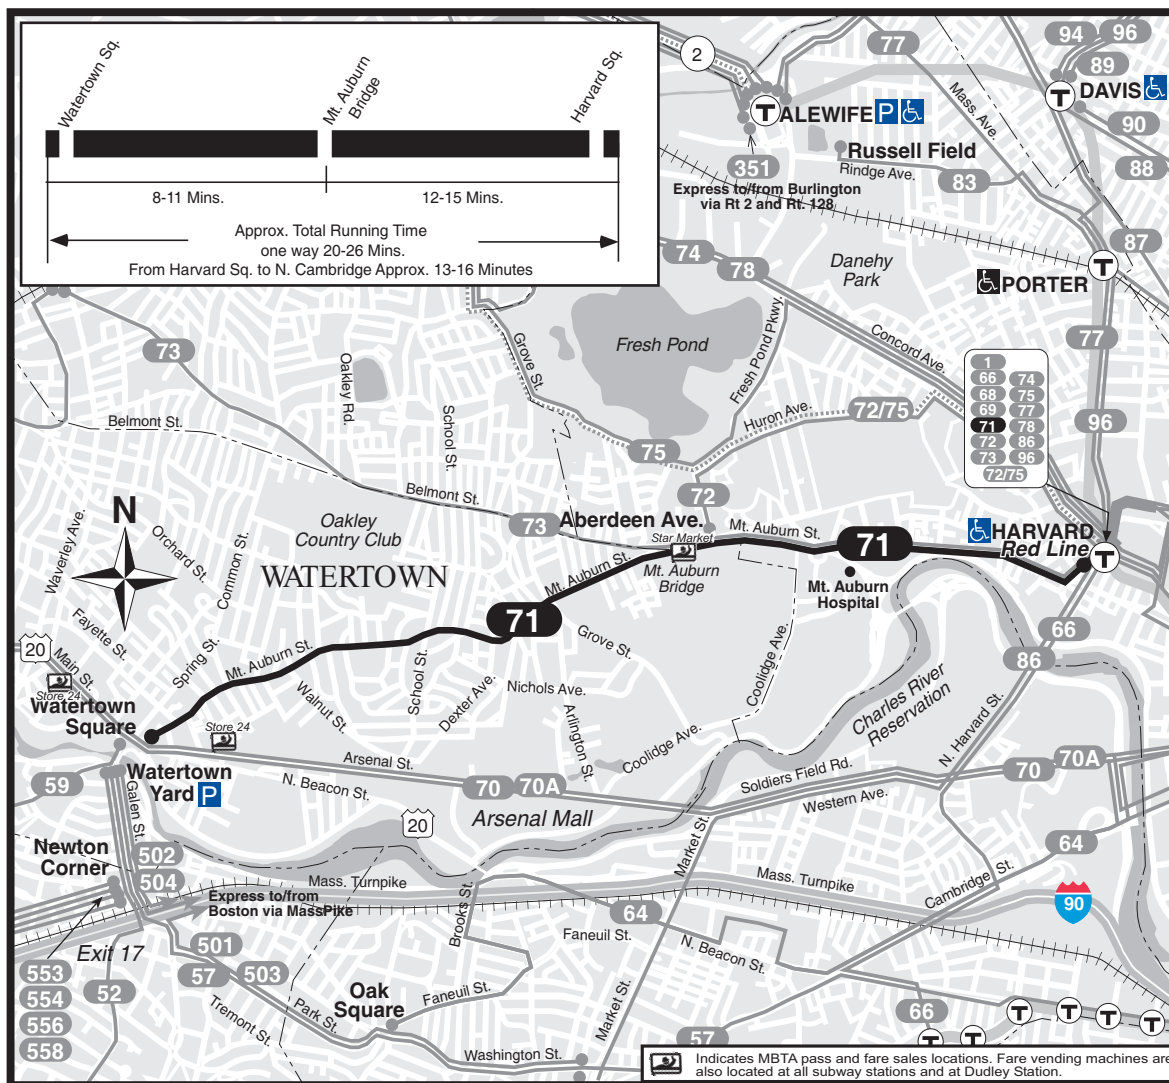 Watertown Sq.
Mt. Auburn
Bridge
Harvard Sq.
8-11 Mins.
12-15 Mins.
Approx. Total Running Time
one way 20-26 Mins.
From Harvard Sq. to N. Cambridge Approx. 13-16 Minutes
2
77
94
96
89
DAVIS
T
T
ALEWIFE P
90
88
351
Express to/from Burlington
via Rt 2 and Rt. 128
Russell Field
Rindge Ave.
83
Mass. Ave.
87
74
78
Danehy
Park
T
PORTER
77
Concord Ave.
73
Oakley Rd.
Grove St.
Fresh Pond
Fresh Pond Pkwy.
1
66
74
68
75
69
77
71
78
72
86
73
96
72/75
96
Belmont St.
School St.
Huron Ave.
72/75
75
Belmont St.
72
73
Aberdeen Ave.
Mt. Auburn St.
Star Market
71
HARVARD
Red Line
T
N
Waverley Ave.
Orchard St.
Common St.
Oakley
Country Club
WATERTOWN
Mt. Auburn St.
Mt. Auburn
Bridge
Mt. Auburn
Hospital
71
Fayette St.
Spring St.
Mt. Auburn St.
Grove St.
Coolidge Ave.
66
86
20
Main St.
Store 24
Watertown
Square
Store 24
Walnut St.
School St.
Dexter Ave.
Nichols Ave.
Arlington St.
Coolidge Ave.
Charles River
Reservation
N. Harvard St.
Arsenal St.
59
Watertown
Yard P
N. Beacon St.
70
70A
Soldiers Field Rd.
70
70A
Western Ave.
Galen St.
20
Arsenal Mall
Market St.
64
Newton
Corner
502
504
Mass. Turnpike
Mass. Turnpike
Cambridge St.
Express to/from
Boston via MassPike
Brooks St.
64
Faneuil St.
N. Beacon St.
90
Exit 17
501
57
503
553
554
556
558
52
Tremont St.
Park St.
Oak
Square
Faneuil St.
Market St.
66
T
T
T
T
T
T
57
Washington St.
Indicates MBTA pass and fare sales locations. Fare vending machines are
also located at all subway stations and at Dudley Station.